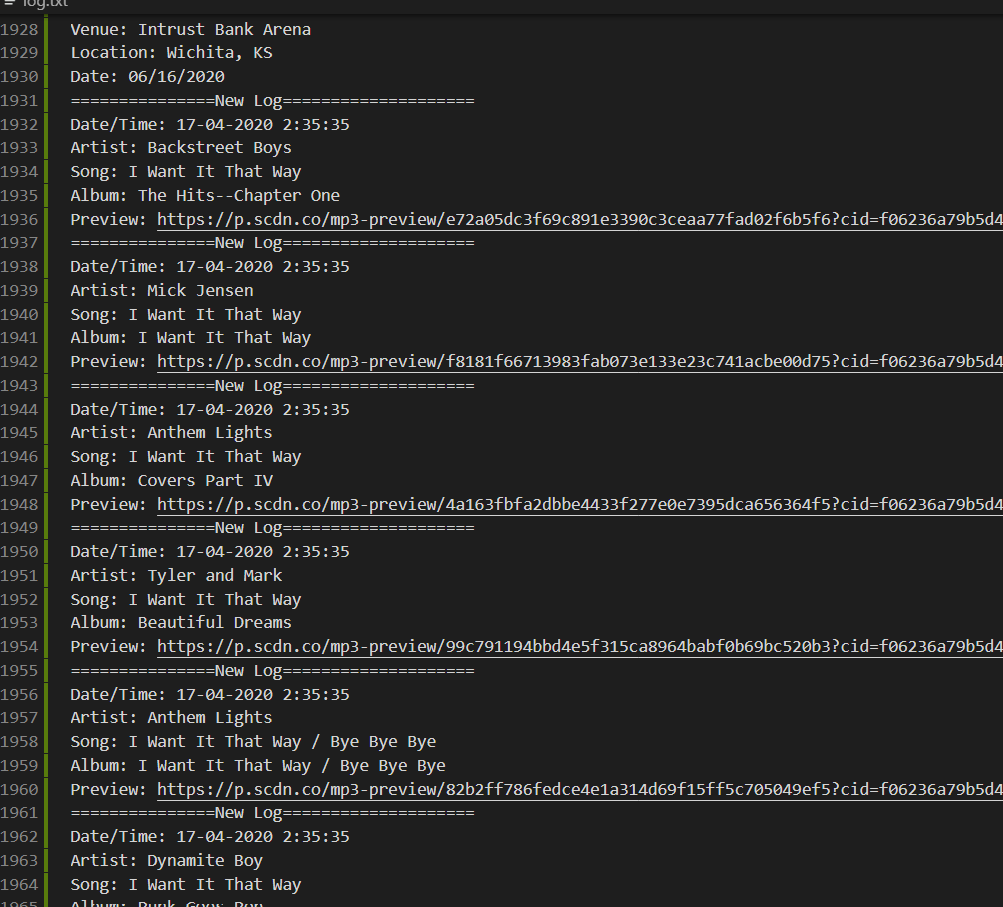 log.txt
1928 Venue: Intrust Bank Arena
1929 Location: Wichita, KS
1930 Date: 06/16/2020
1931 ===============New Log====================
1932 Date/Time: 17-04-2020 2:35:35
1933 Artist: Backstreet Boys
1934 Song: I Want It That Way
1935 Album: The Hits--Chapter One
1936 Preview: https://p.scdn.co/mp3-preview/e72a05dc3f69c891e3390c3ceaa77fad02f6b5f6?cid=f06236a79b5d4
1937 ===============New Log====================
1938 Date/Time: 17-04-2020 2:35:35
1939 Artist: Mick Jensen
1940 Song: I Want It That Way
1941 Album: I Want It That Way
1942 Preview: https://p.scdn.co/mp3-preview/f8181f66713983fab073e133e23c741acbe00d75?cid=f06236a79b5d4
1943 ===============New Log====================
1944 Date/Time: 17-04-2020 2:35:35
1945 Artist: Anthem Lights
1946 Song: I Want It That Way
1947 Album: Covers Part IV
1948 Preview: https://p.scdn.co/mp3-preview/4a163fbfa2dbbe4433f277e0e7395dca656364f5?cid=f06236a79b5d4
1949 ===============New Log====================
1950 Date/Time: 17-04-2020 2:35:35
1951 Artist: Tyler and Mark
1952 Song: I Want It That Way
1953 Album: Beautiful Dreams
1954 Preview: https://p.scdn.co/mp3-preview/99c791194bbd4e5f315ca8964babf0b69bc520b3?cid=f06236a79b5d4
1955 ===============New Log====================
1956 Date/Time: 17-04-2020 2:35:35
1957 Artist: Anthem Lights
1958 Song: I Want It That Way / Bye Bye Bye
1959 Album: I Want It That Way / Bye Bye Bye
1960 Preview: https://p.scdn.co/mp3-preview/82b2ff786fedce4e1a314d69f15ff5c705049ef5?cid=f06236a79b5d4
1961 ===============New Log====================
1962 Date/Time: 17-04-2020 2:35:35
1963 Artist: Dynamite Boy
1964 Song: I Want It That Way
1965 Album: Punk Goes Pop